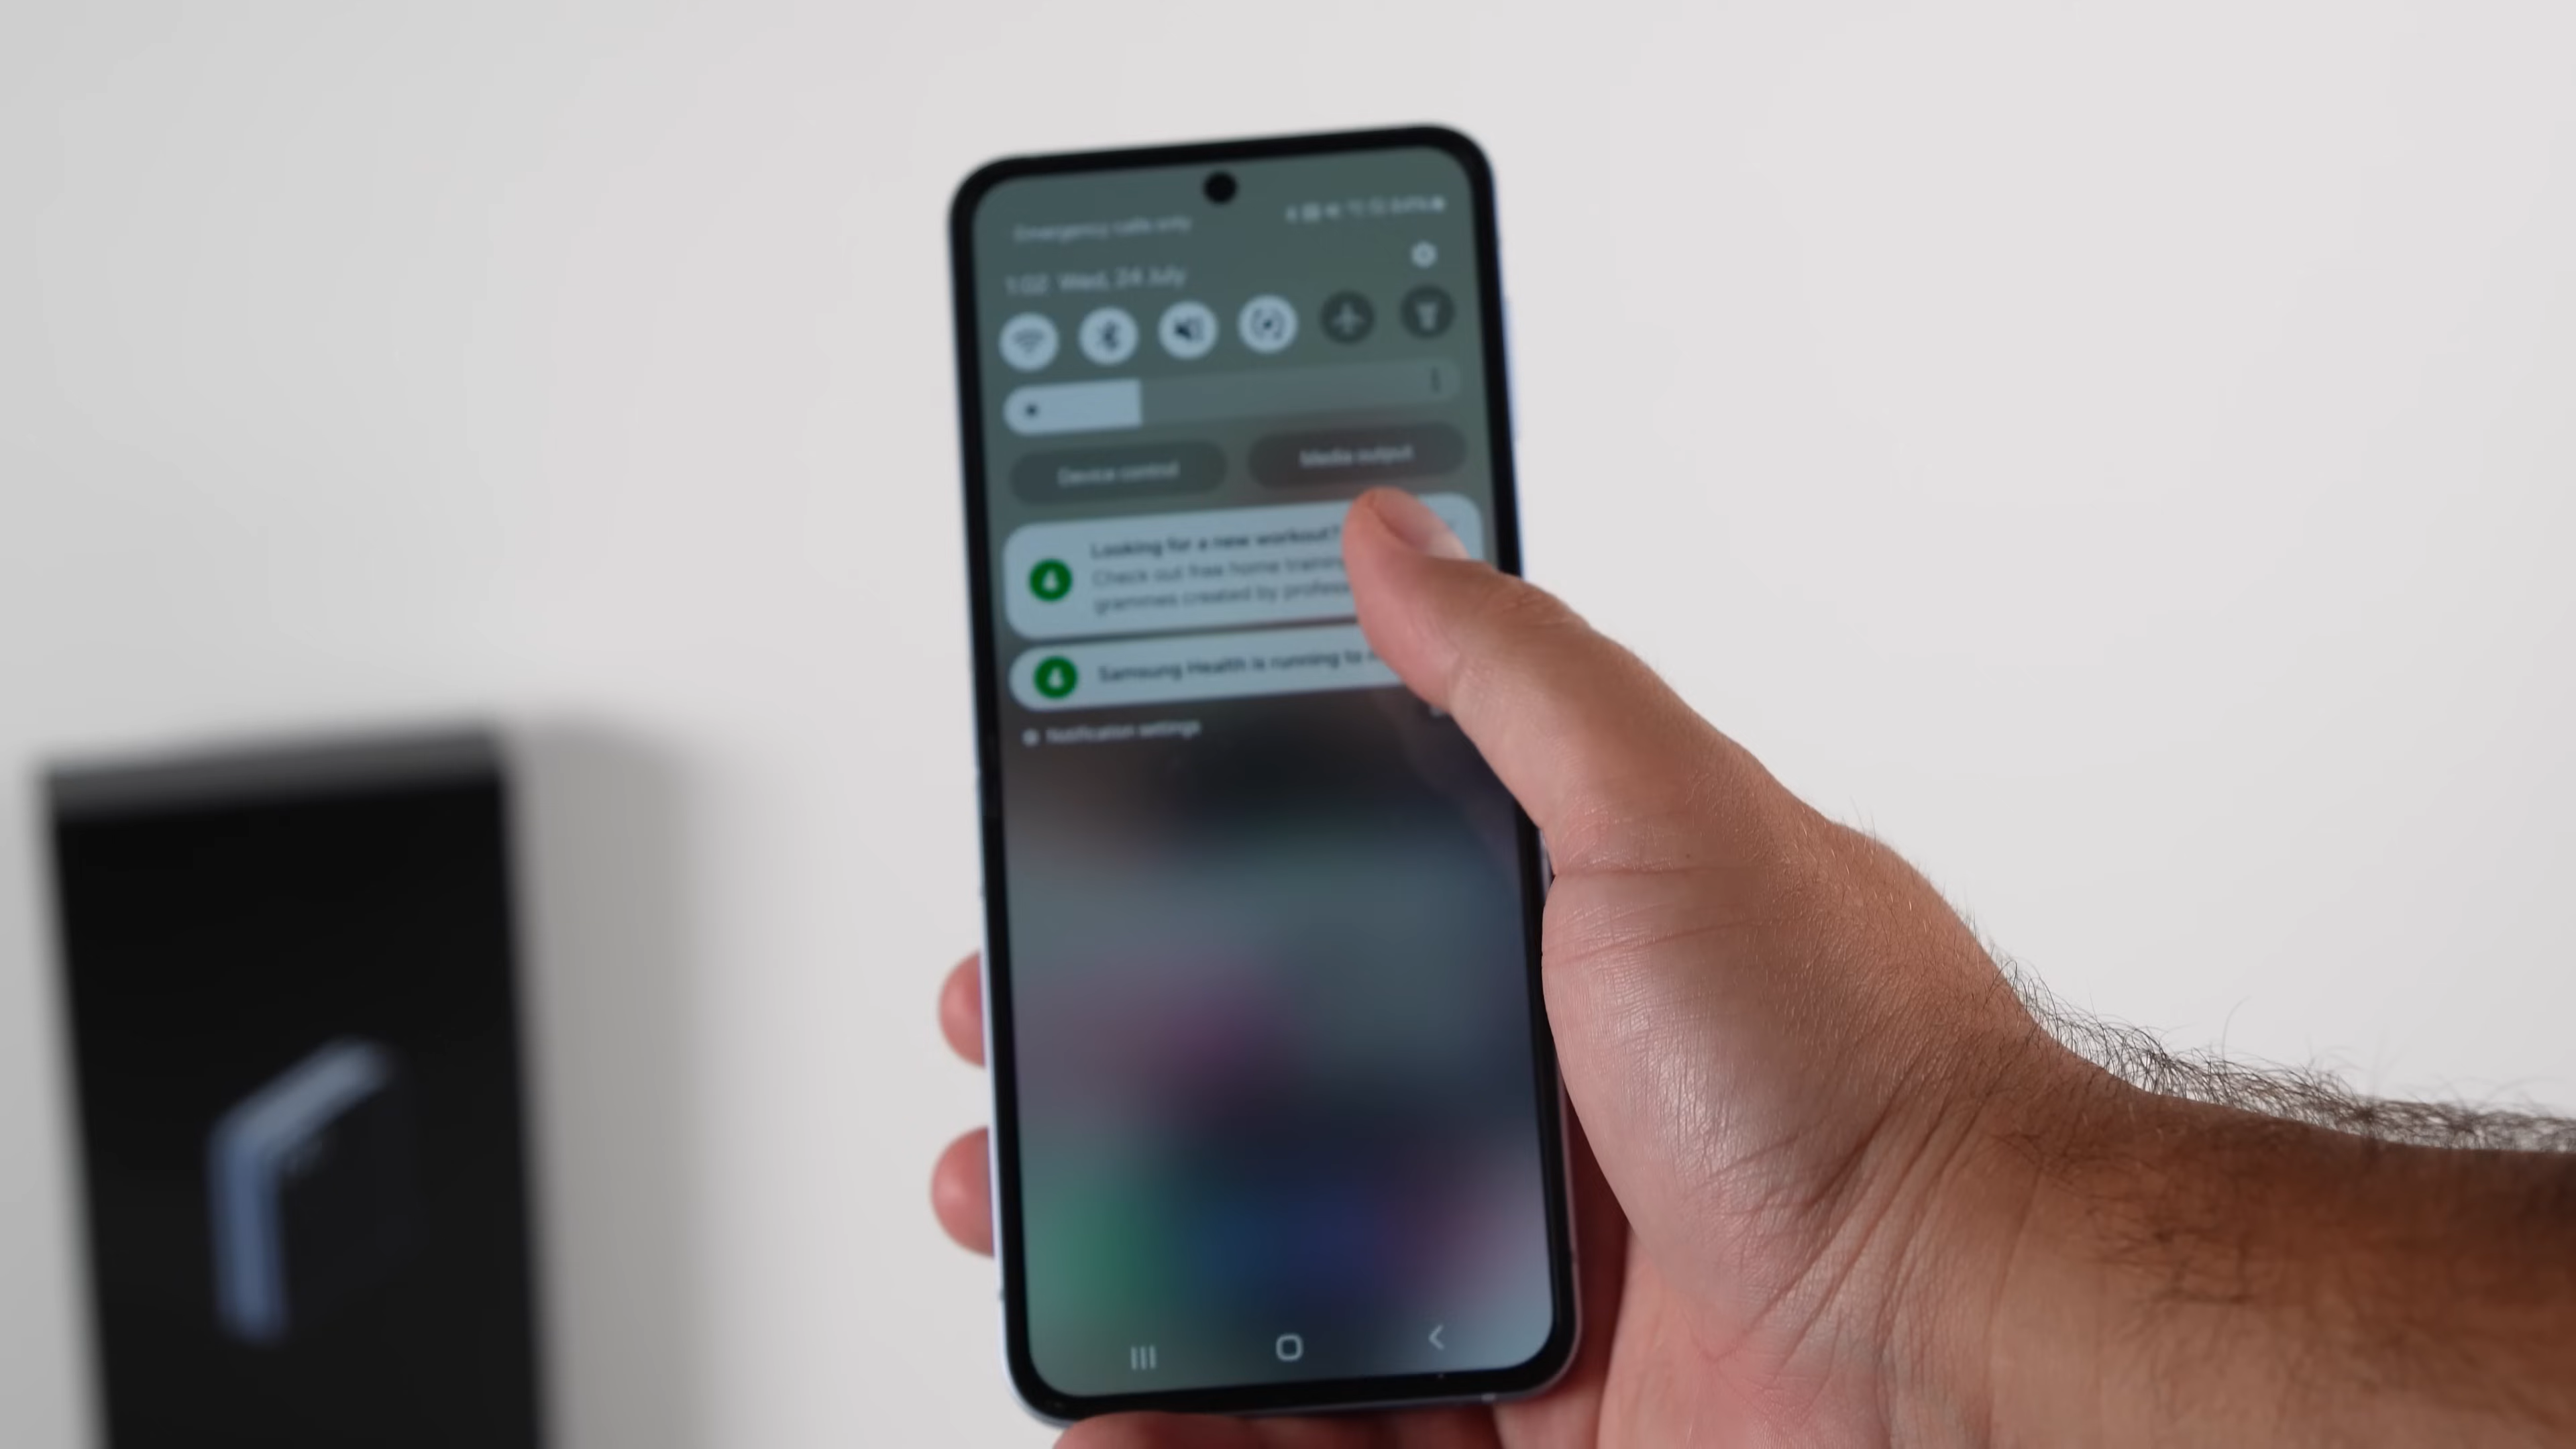 Emergency calls only
1:02 Wed, 24 July
Device control
Media output
Looking for a new workout?
Check out free home training
grammes created by profess
Samsung Health is running to
Notification settings